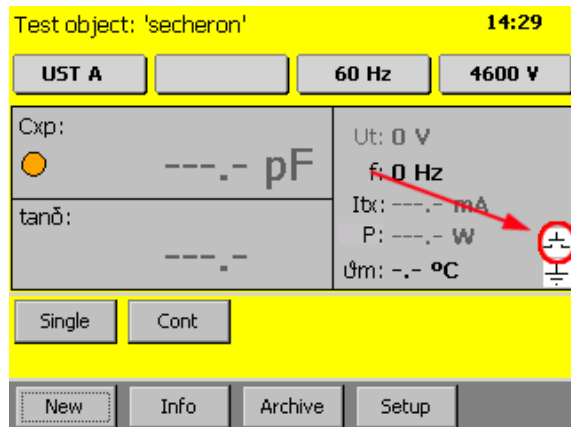 Test object: 'secheron' 14:29
UST A 60 Hz 4600 V
Cxp:
---.- pF
tanδ:
---.-
Ut: 0 V
f: 0 Hz
Itx: ---.- mA
P: ---.- W
ϑm: -.- ºC
Single Cont
New Info Archive Setup